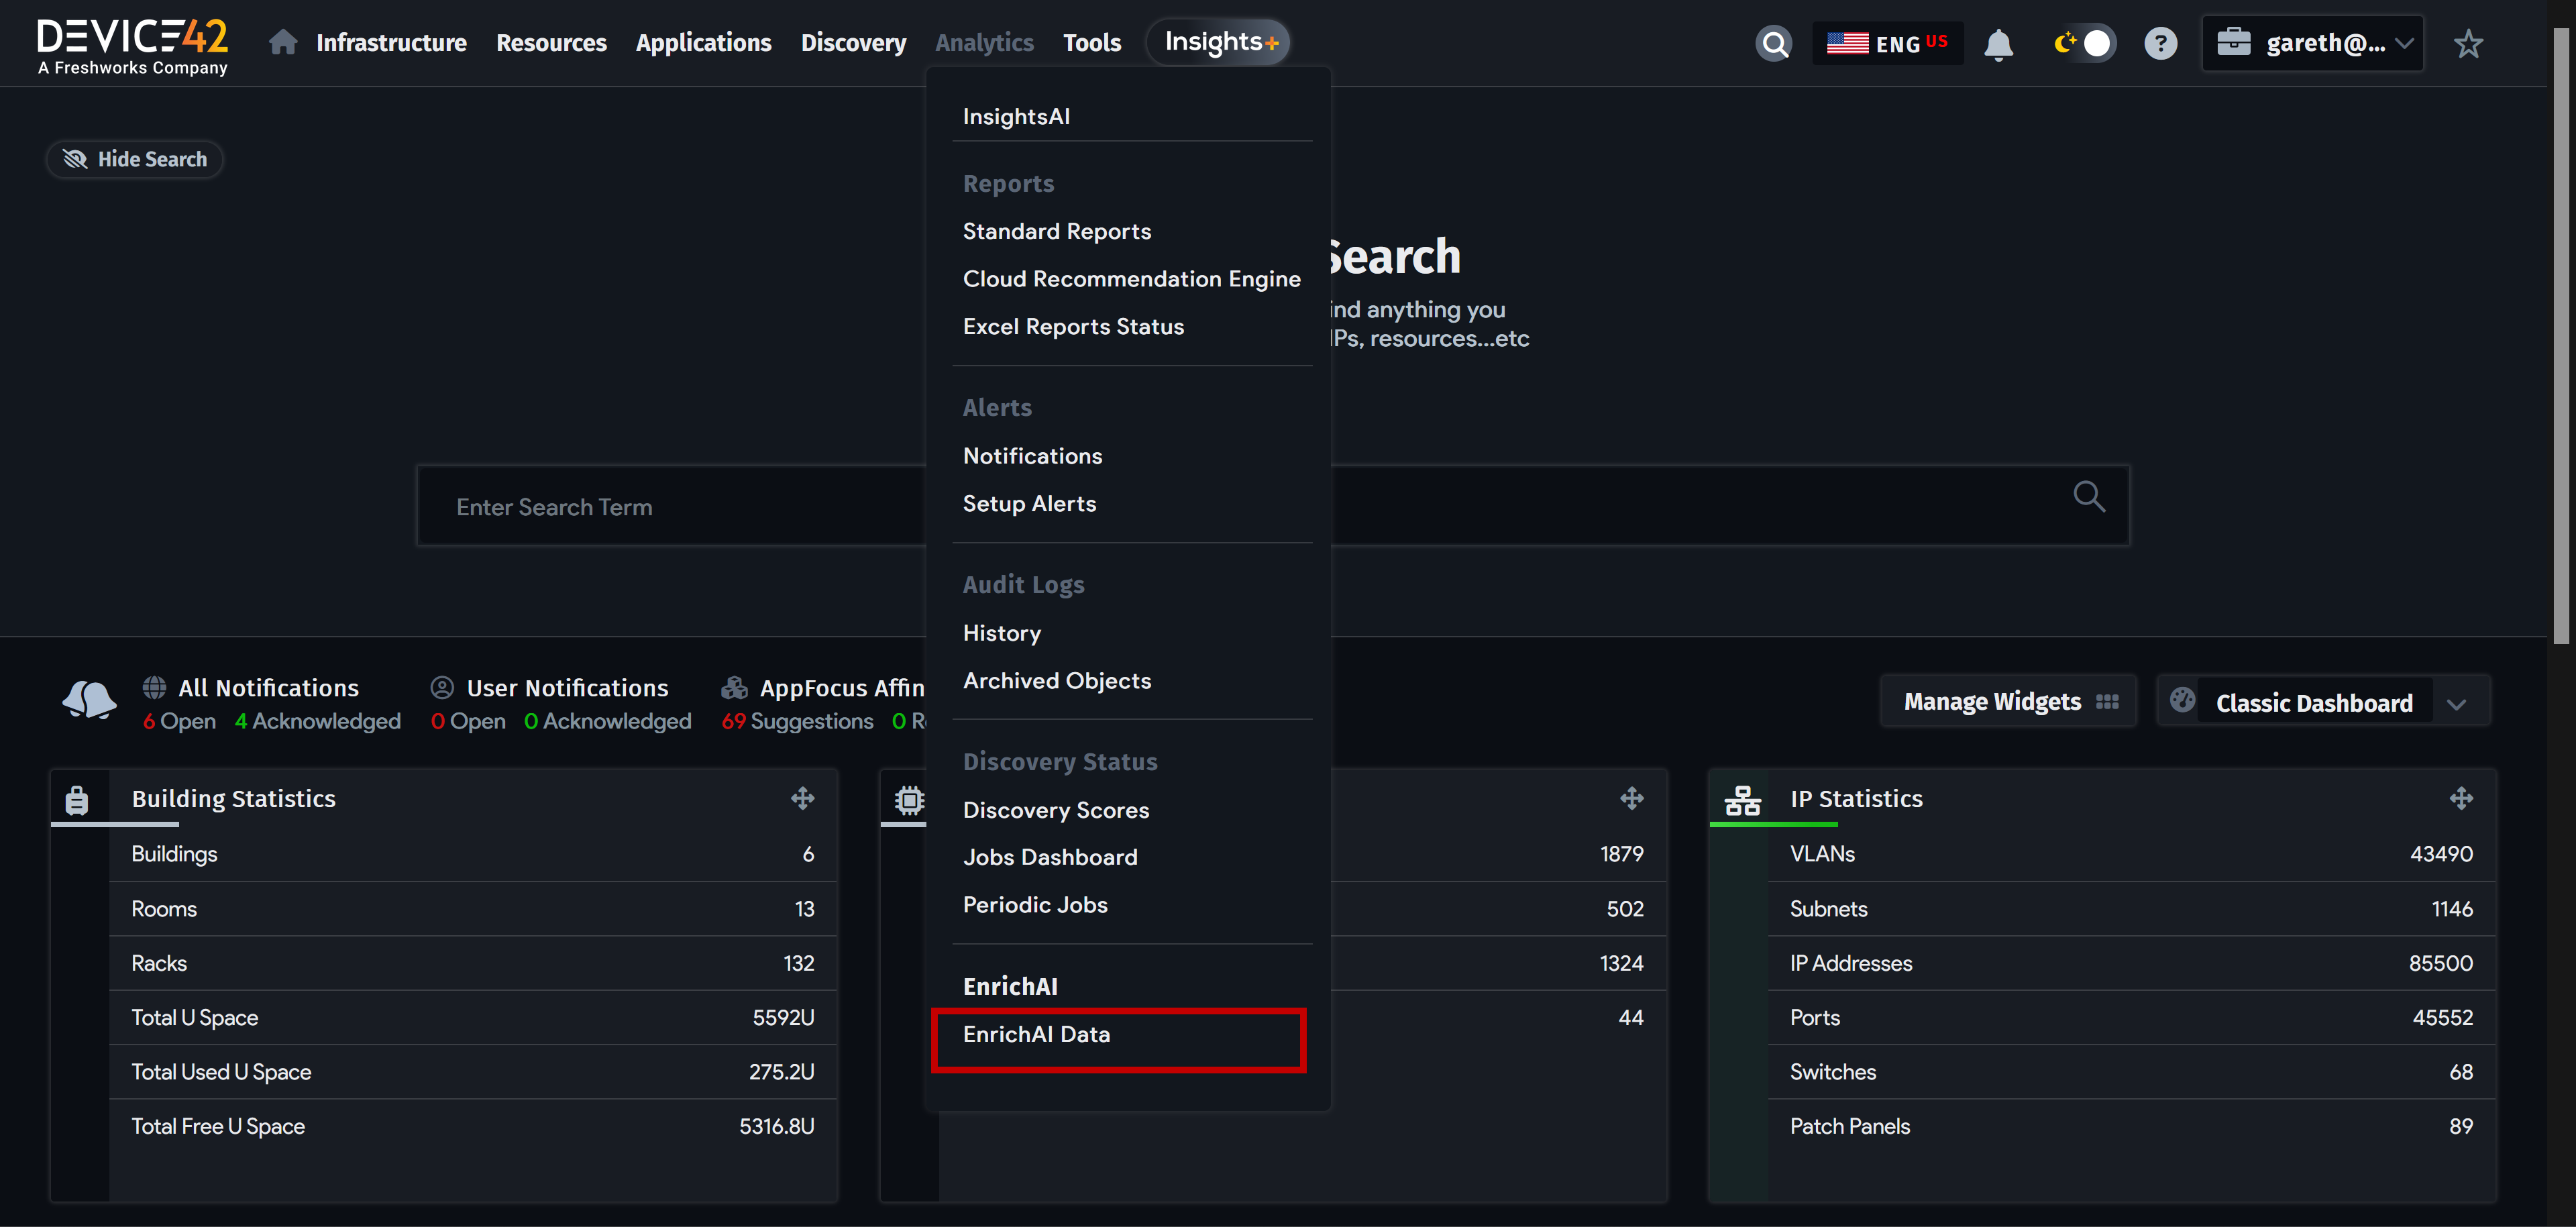 DEVICE42
A Freshworks Company
Infrastructure Resources Applications Discovery Analytics Tools Insights+
ENG US
gareth@...
Hide Search
InsightsAI
Reports
Standard Reports
Cloud Recommendation Engine
Excel Reports Status
Alerts
Notifications
Setup Alerts
Audit Logs
History
Archived Objects
Discovery Status
Discovery Scores
Jobs Dashboard
Periodic Jobs
EnrichAI
EnrichAI Data
Search
ind anything you
IPs, resources...etc
Enter Search Term
All Notifications
6 Open 4 Acknowledged
User Notifications
0 Open 0 Acknowledged
AppFocus Affin
69 Suggestions 0 R
Manage Widgets
Classic Dashboard
Building Statistics
Buildings 6
Rooms 13
Racks 132
Total U Space 5592U
Total Used U Space 275.2U
Total Free U Space 5316.8U
1879
502
1324
44
IP Statistics
VLANs 43490
Subnets 1146
IP Addresses 85500
Ports 45552
Switches 68
Patch Panels 89